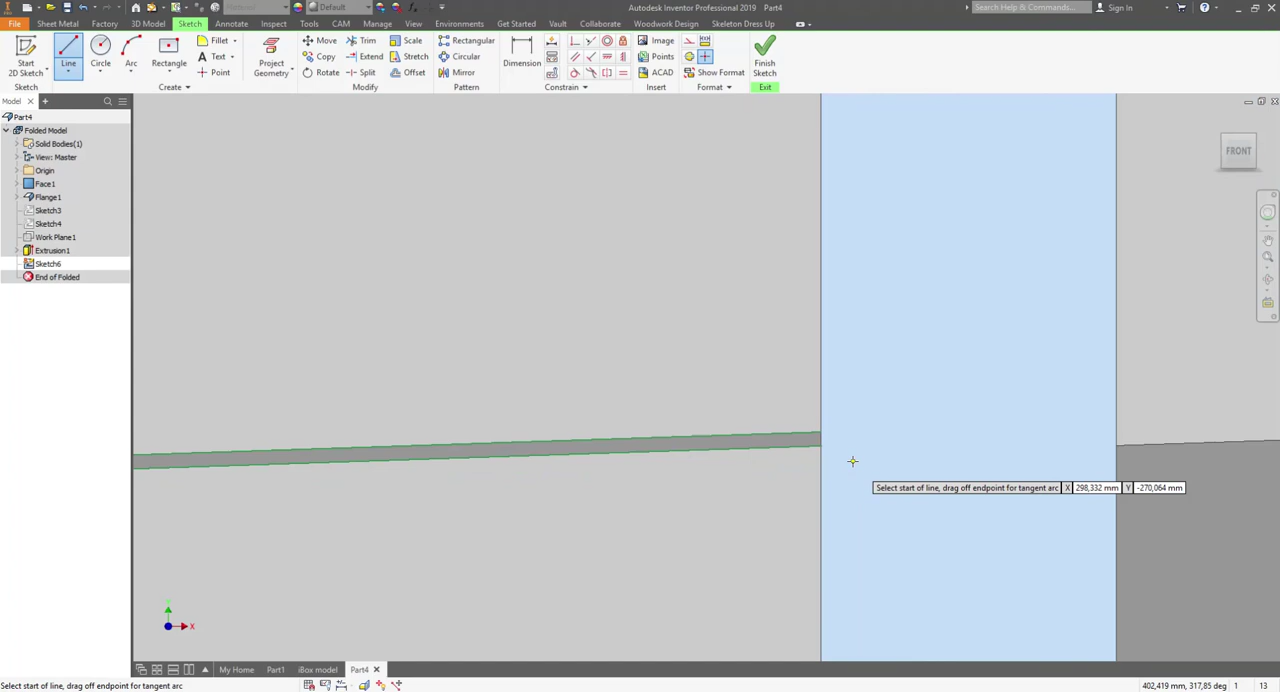 Default
Autodesk Inventor Professional 2019 Part4
Search Help & Commands...
Sign In
File Sheet Metal Factory 3D Model Sketch Annotate Inspect Tools CAM Manage View Environments Get Started Vault Collaborate Woodwork Design Skeleton Dress Up
Start
2D Sketch
Line
Circle
Arc
Rectangle
Fillet
Text
Point
Project
Geometry
Move
Copy
Rotate
Trim
Extend
Split
Scale
Stretch
Offset
Rectangular
Circular
Mirror
Dimension
Image
Points
ACAD
Show Format
Finish
Sketch
Sketch Create Modify Pattern Constrain Insert Format Exit
Model
Part4
Folded Model
Solid Bodies(1)
View: Master
Origin
Face1
Flange1
Sketch3
Sketch4
Work Plane1
Extrusion1
Sketch6
End of Folded
FRONT
Select start of line, drag off endpoint for tangent arc X 298,332 mm Y -270,064 mm
X
My Home Part1 iBox model Part4
Select start of line, drag off endpoint for tangent arc
402,419 mm, 317,85 deg 1 13